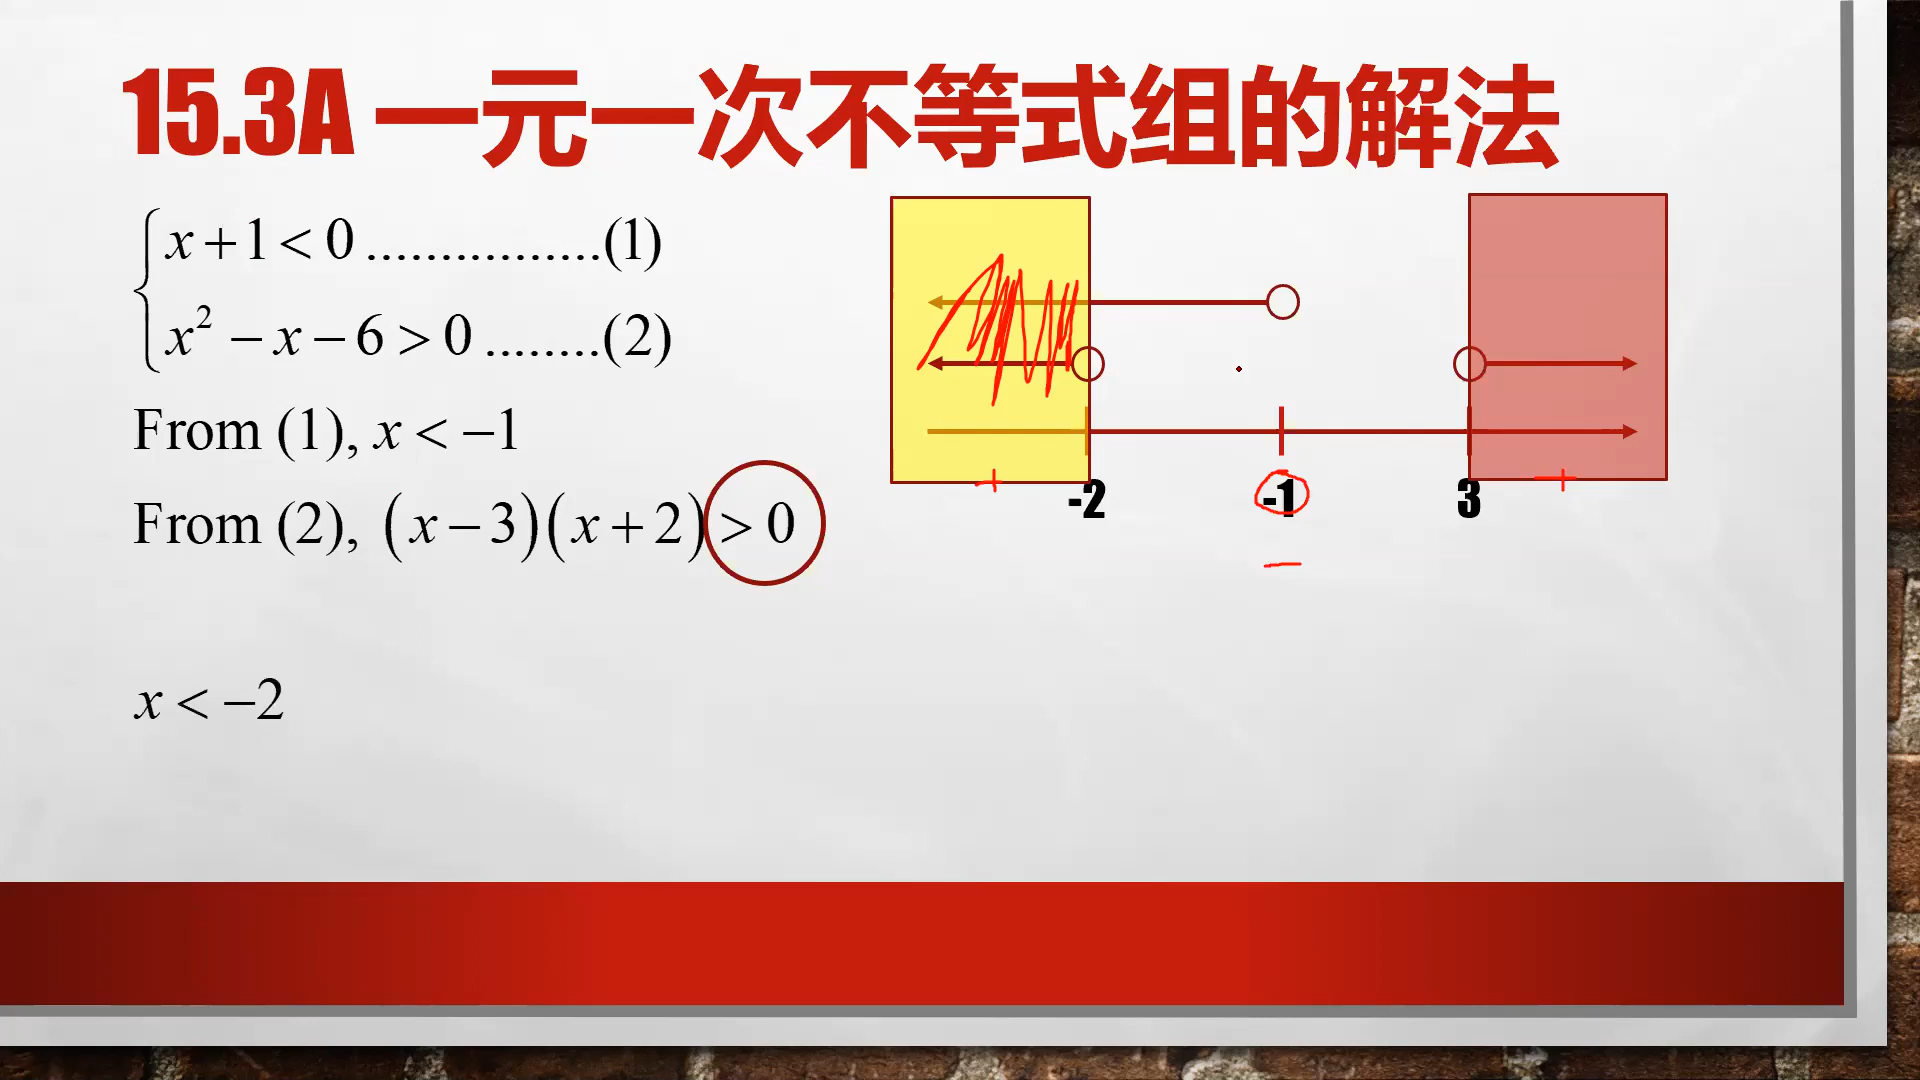 15.3A 一元一次不等式组的解法
x + 1 < 0 ................(1)
x² − x − 6 > 0 ........(2)
From (1), x < −1
From (2), (x − 3)(x + 2) > 0
x < −2
+ +
-2 -1 3
−